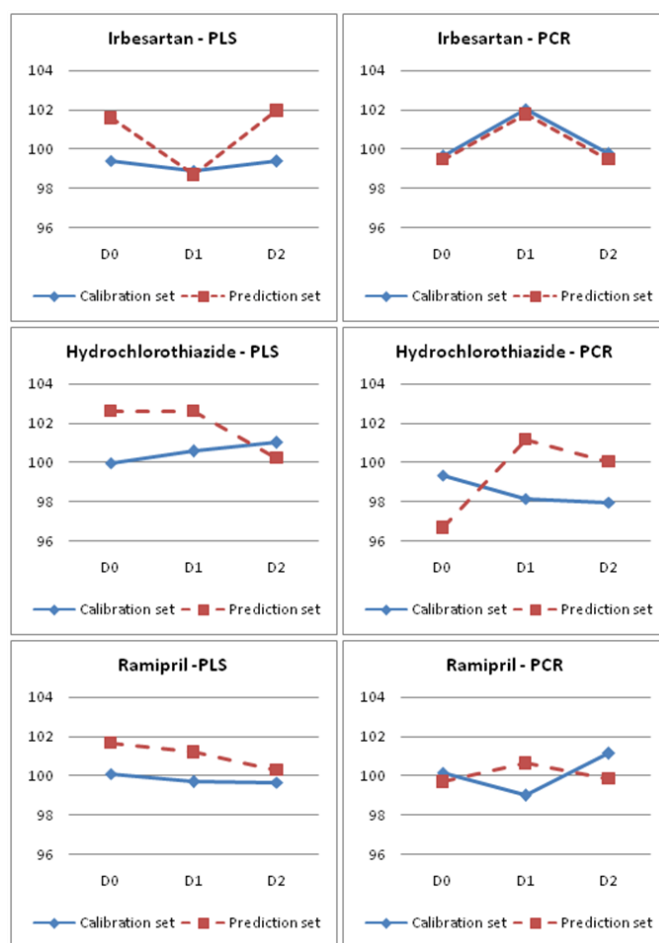 Irbesartan - PLS
104
102
100
98
96
D0 D1 D2
Calibration set Prediction set
Irbesartan - PCR
104
102
100
98
96
D0 D1 D2
Calibration set Prediction set
Hydrochlorothiazide - PLS
104
102
100
98
96
D0 D1 D2
Calibration set Prediction set
Hydrochlorothiazide - PCR
104
102
100
98
96
D0 D1 D2
Calibration set Prediction set
Ramipril -PLS
104
102
100
98
96
D0 D1 D2
Calibration set Prediction set
Ramipril - PCR
104
102
100
98
96
D0 D1 D2
Calibration set Prediction set